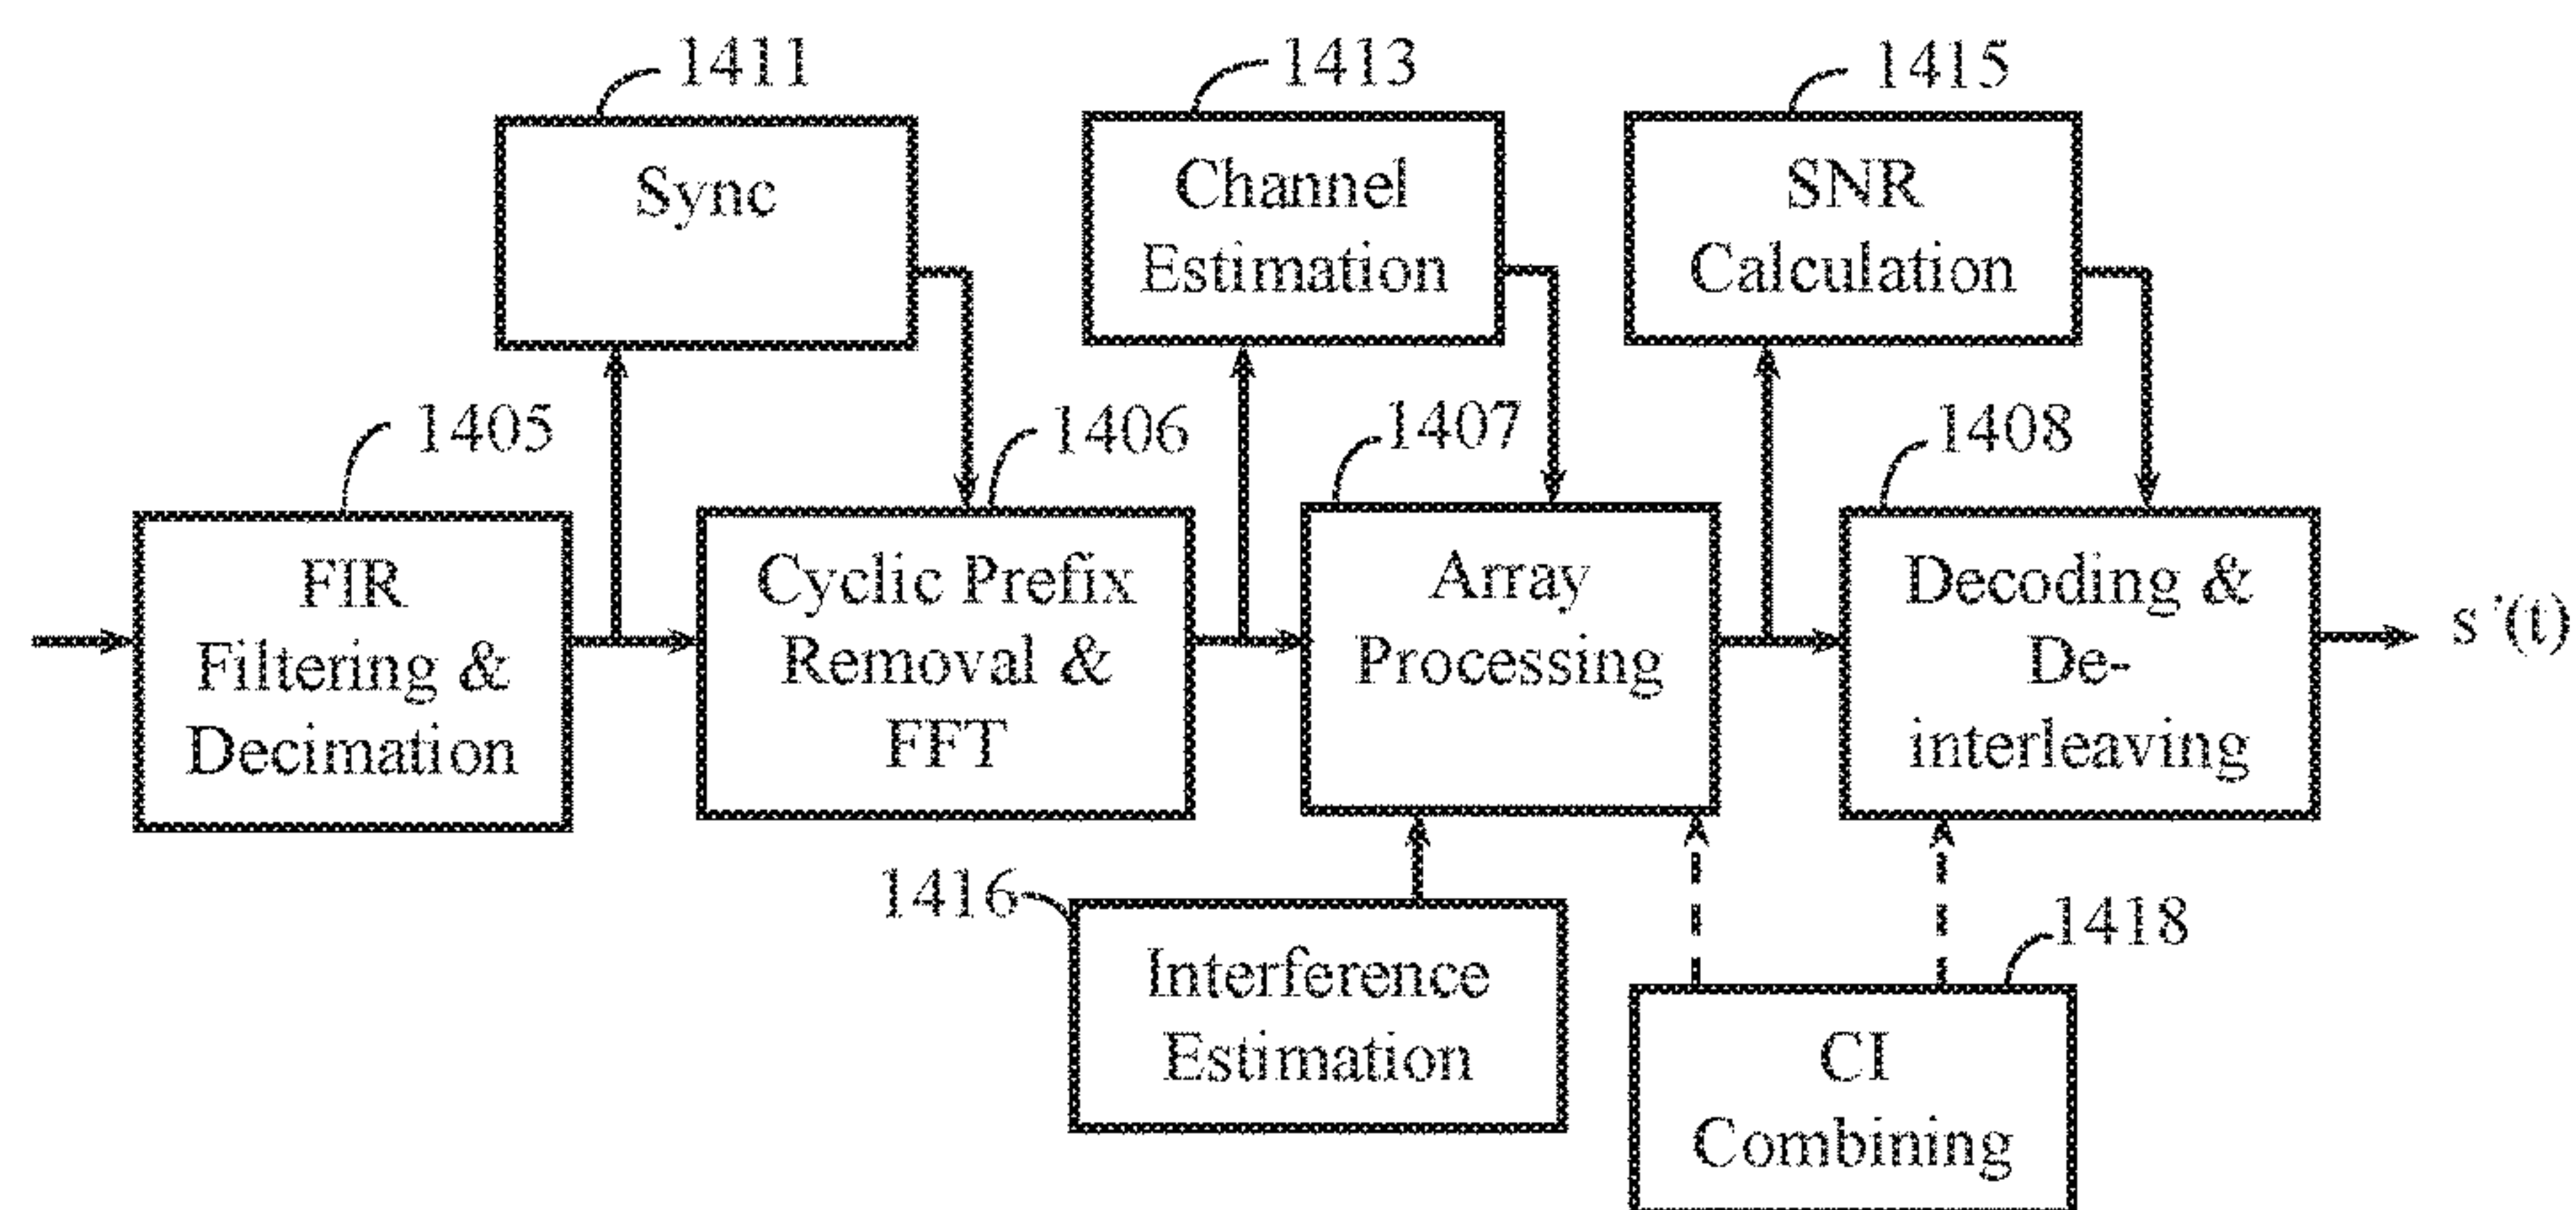 1411
1413
1415
Sync
Channel
Estimation
SNR
Calculation
1405
1406
1407
1408
FIR
Filtering &
Decimation
Cyclic Prefix
Removal &
FFT
Array
Processing
Decoding &
De-
interleaving
s'(t)
1416
1418
Interference
Estimation
CI
Combining